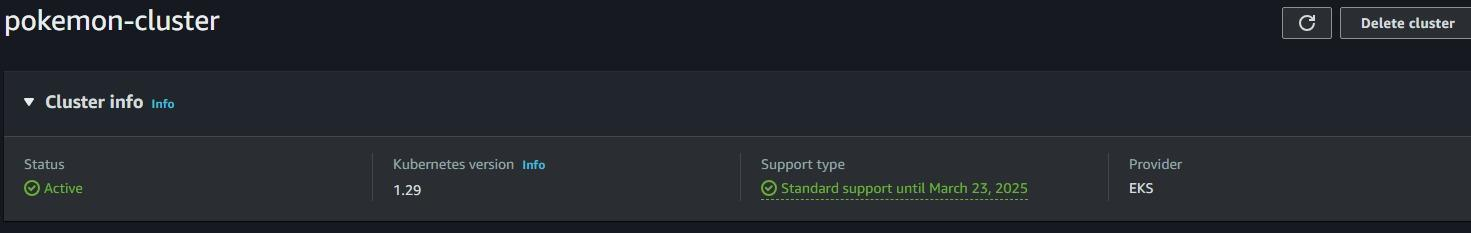 pokemon-cluster
Delete cluster
Cluster info Info
Status
Kubernetes version Info
Support type
Provider
Active
1.29
Standard support until March 23, 2025
EKS